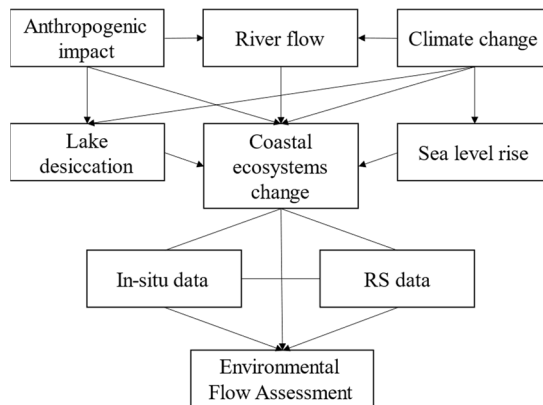 Anthropogenic
impact
River flow
Climate change
Lake
desiccation
Coastal
ecosystems
change
Sea level rise
In-situ data
RS data
Environmental
Flow Assessment